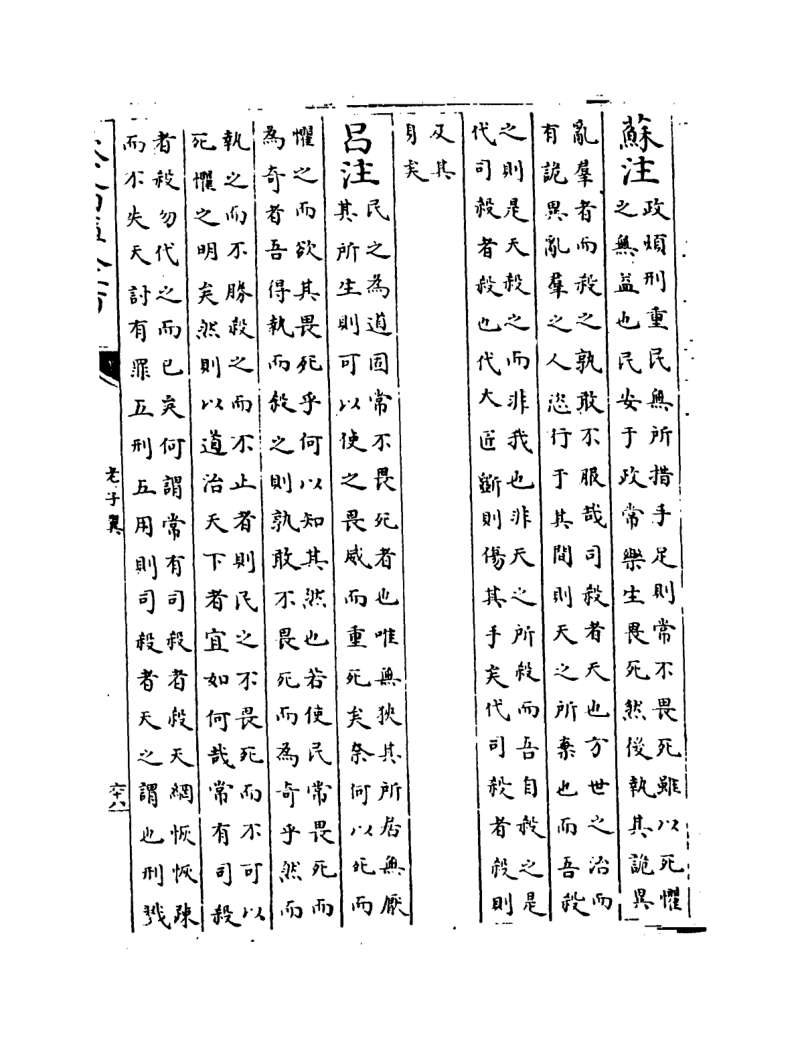 蘇注
政煩刑重民無所措手足則常不畏死雖以死懼
之無益也民安于政常樂生畏死然後執其詭異
亂羣者而殺之孰敢不服哉司殺者天也方世之治而
有詭異亂羣之人恣行于其間則天之所棄也而吾殺
之則是天殺之而非我也非天之所殺而吾自殺之是
代司殺者殺也代大匠斲則傷其手矣代司殺者殺則
及其
身矣
呂注
民之為道固常不畏死者也唯無狹其所居無厭
其所生則可以使之畏威而重死矣柰何以死而
懼之而欲其畏死乎何以知其然也若使民常畏死而
為奇者吾得執而殺之則孰敢不畏死而為奇乎然而
執之而不勝殺之而不止者則民之不畏死而不可以
死懼之明矣然則以道治天下者宜如何哉常有司殺
者殺勿代之而已矣何謂常有司殺者殺天網恢恢踈
而不失天討有罪五刑五用則司殺者天之謂也刑戮
老子翼
六十八